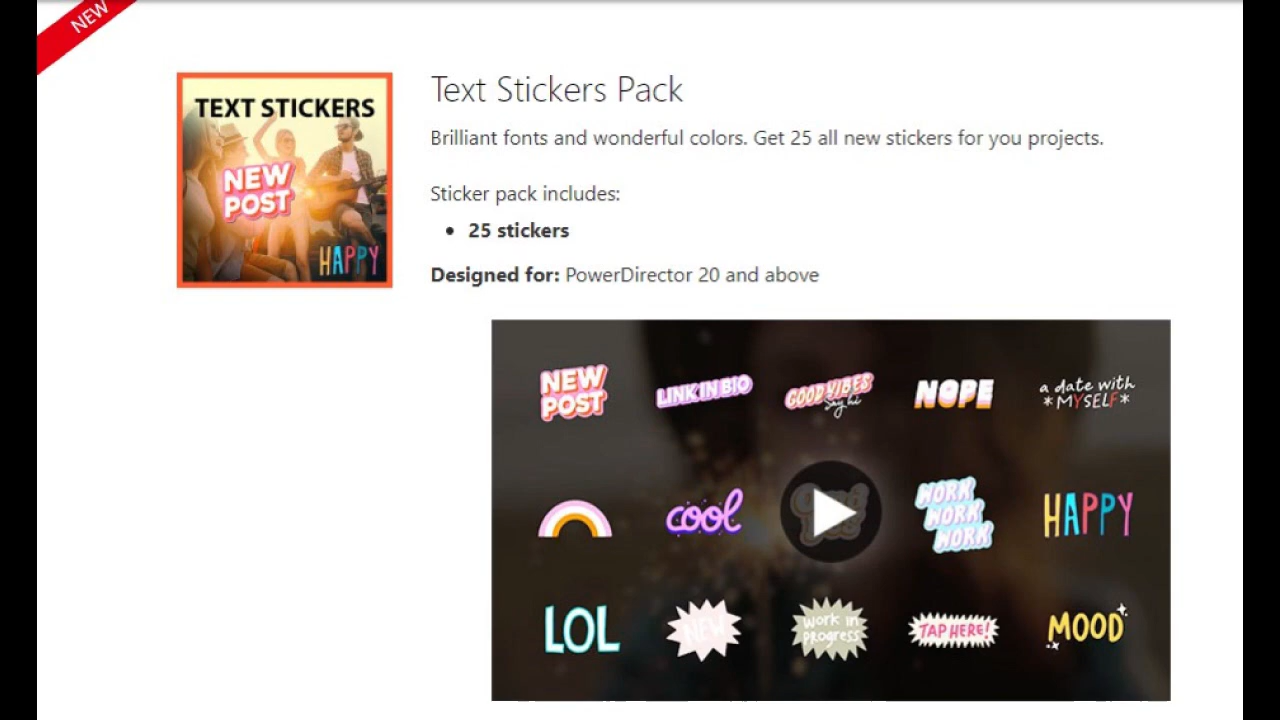 NEW
TEXT STICKERS
NEW
POST
HAPPY
Text Stickers Pack
Brilliant fonts and wonderful colors. Get 25 all new stickers for you projects.
Sticker pack includes:
• 25 stickers
Designed for: PowerDirector 20 and above
NEW
POST
LINK IN BIO
GOOD VIBES
Say hi
NOPE
a date with
*MYSELF*
cool
WORK
WORK
WORK
HAPPY
LOL
NEW
work in
progress
TAP HERE!
MOOD